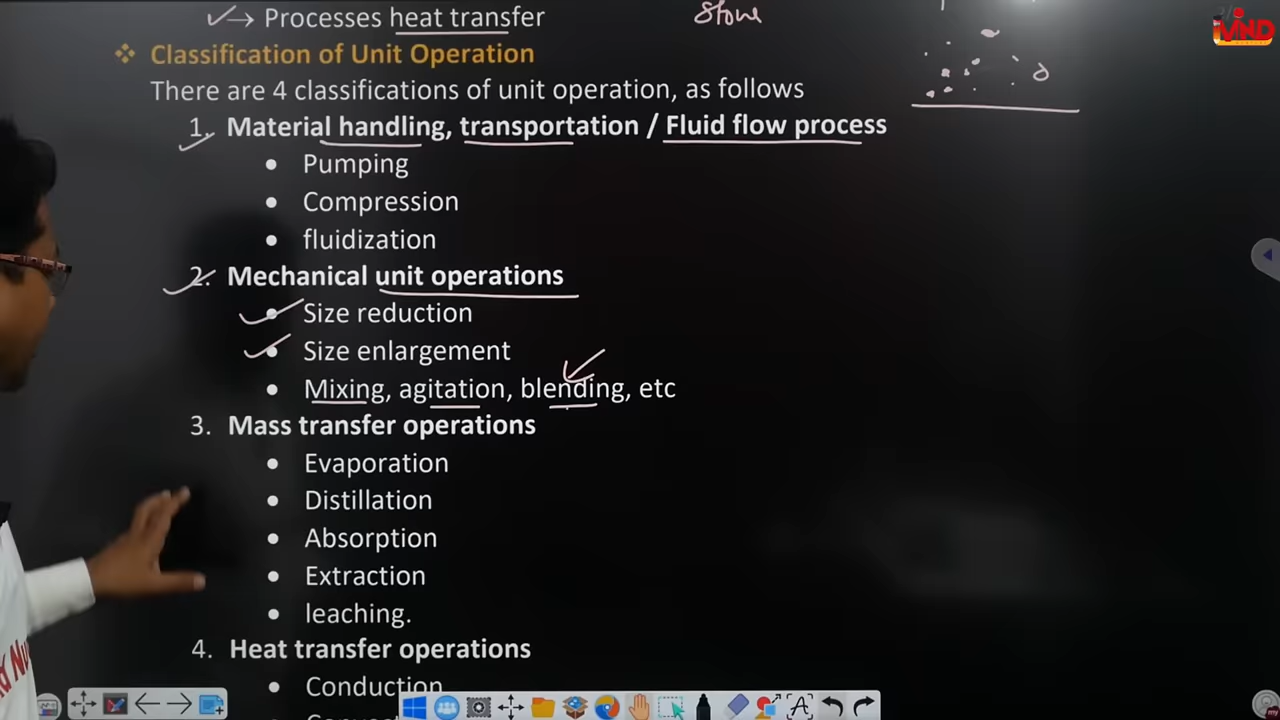 → Processes heat transfer
Stone
MIND
❖ Classification of Unit Operation
There are 4 classifications of unit operation, as follows
1. Material handling, transportation / Fluid flow process
• Pumping
• Compression
• fluidization
2. Mechanical unit operations
• Size reduction
• Size enlargement
• Mixing, agitation, blending, etc
3. Mass transfer operations
• Evaporation
• Distillation
• Absorption
• Extraction
• leaching.
4. Heat transfer operations
• Conduction